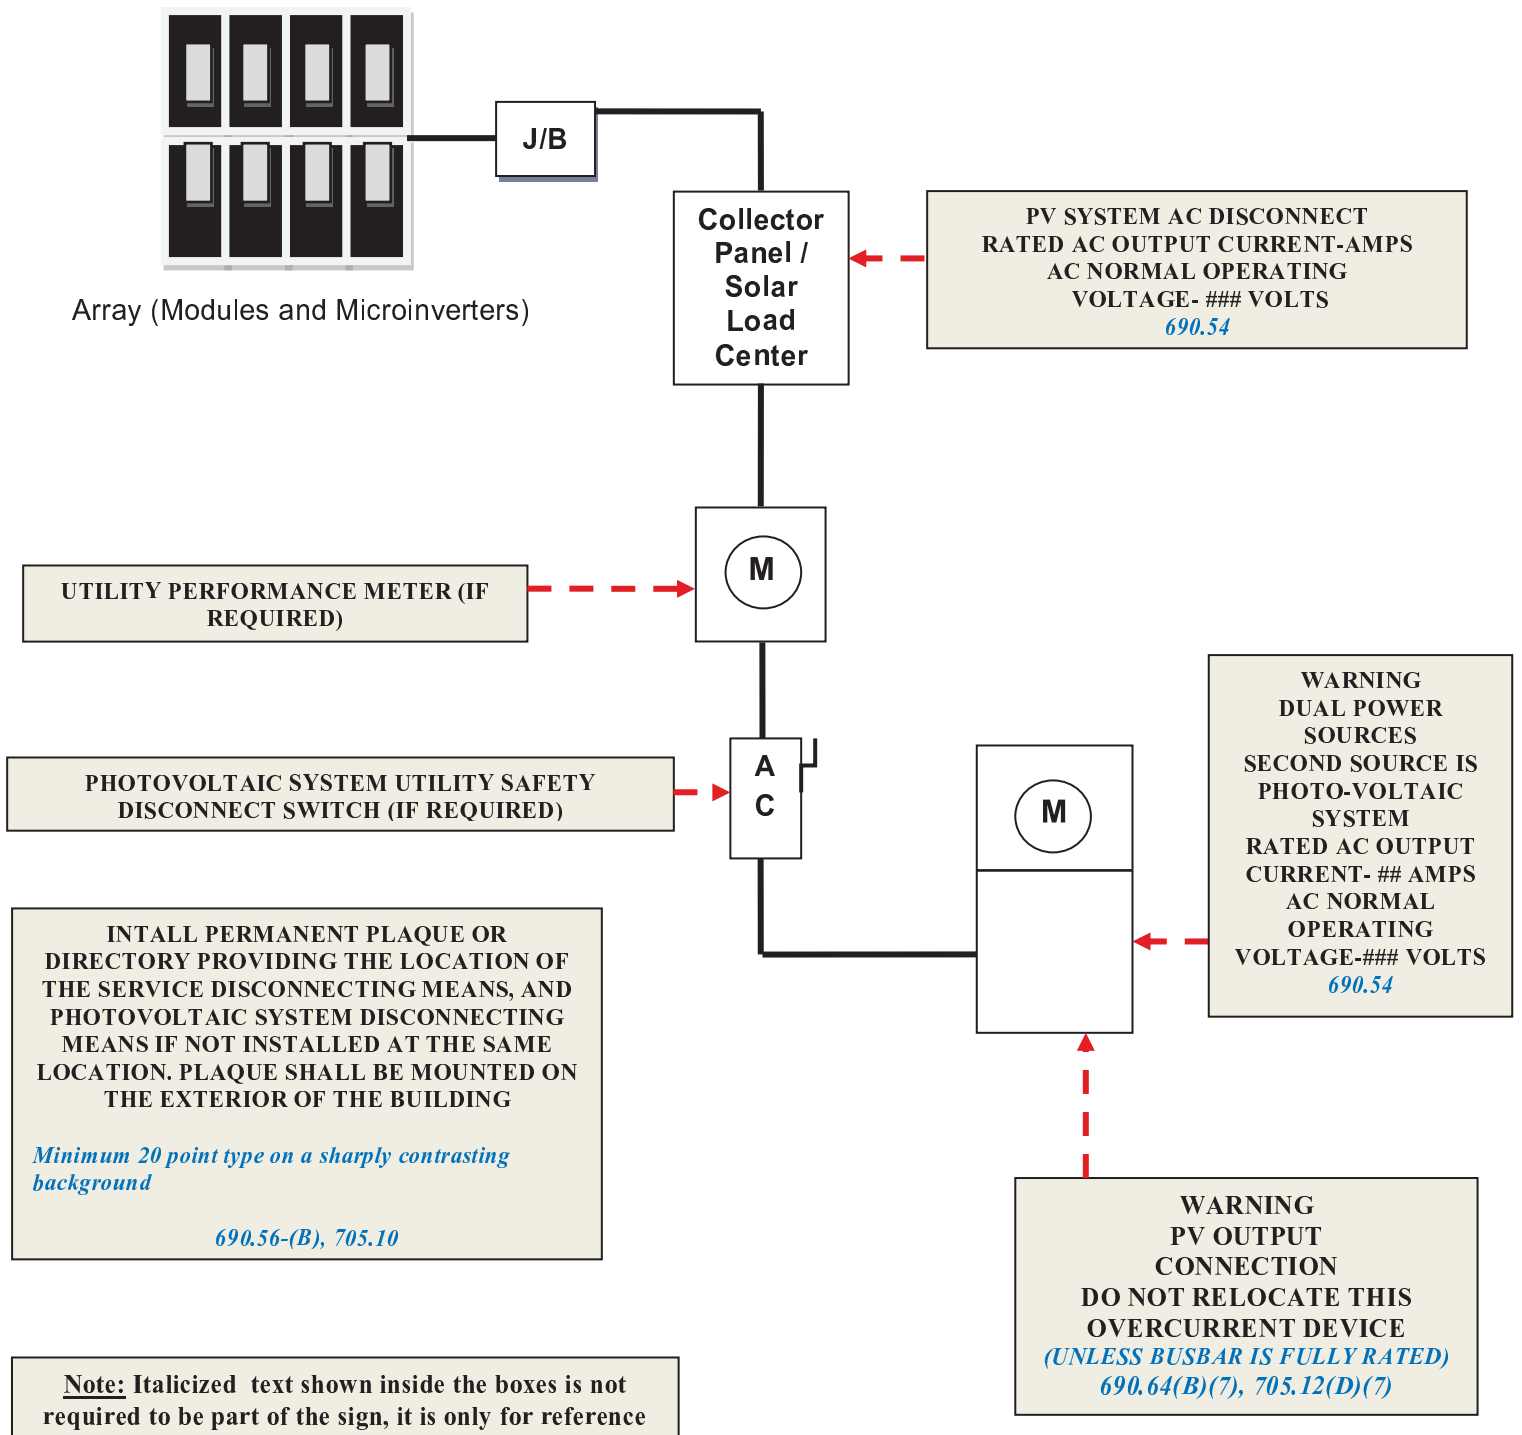 J/B
Array (Modules and Microinverters)
Collector
Panel /
Solar
Load
Center
PV SYSTEM AC DISCONNECT
RATED AC OUTPUT CURRENT-AMPS
AC NORMAL OPERATING
VOLTAGE- ### VOLTS
690.54
M
UTILITY PERFORMANCE METER (IF
REQUIRED)
PHOTOVOLTAIC SYSTEM UTILITY SAFETY
DISCONNECT SWITCH (IF REQUIRED)
A
C
M
WARNING
DUAL POWER
SOURCES
SECOND SOURCE IS
PHOTO-VOLTAIC
SYSTEM
RATED AC OUTPUT
CURRENT- ## AMPS
AC NORMAL
OPERATING
VOLTAGE-### VOLTS
690.54
INTALL PERMANENT PLAQUE OR
DIRECTORY PROVIDING THE LOCATION OF
THE SERVICE DISCONNECTING MEANS, AND
PHOTOVOLTAIC SYSTEM DISCONNECTING
MEANS IF NOT INSTALLED AT THE SAME
LOCATION. PLAQUE SHALL BE MOUNTED ON
THE EXTERIOR OF THE BUILDING
Minimum 20 point type on a sharply contrasting
background
690.56-(B), 705.10
WARNING
PV OUTPUT
CONNECTION
DO NOT RELOCATE THIS
OVERCURRENT DEVICE
(UNLESS BUSBAR IS FULLY RATED)
690.64(B)(7), 705.12(D)(7)
Note: Italicized text shown inside the boxes is not
required to be part of the sign, it is only for reference